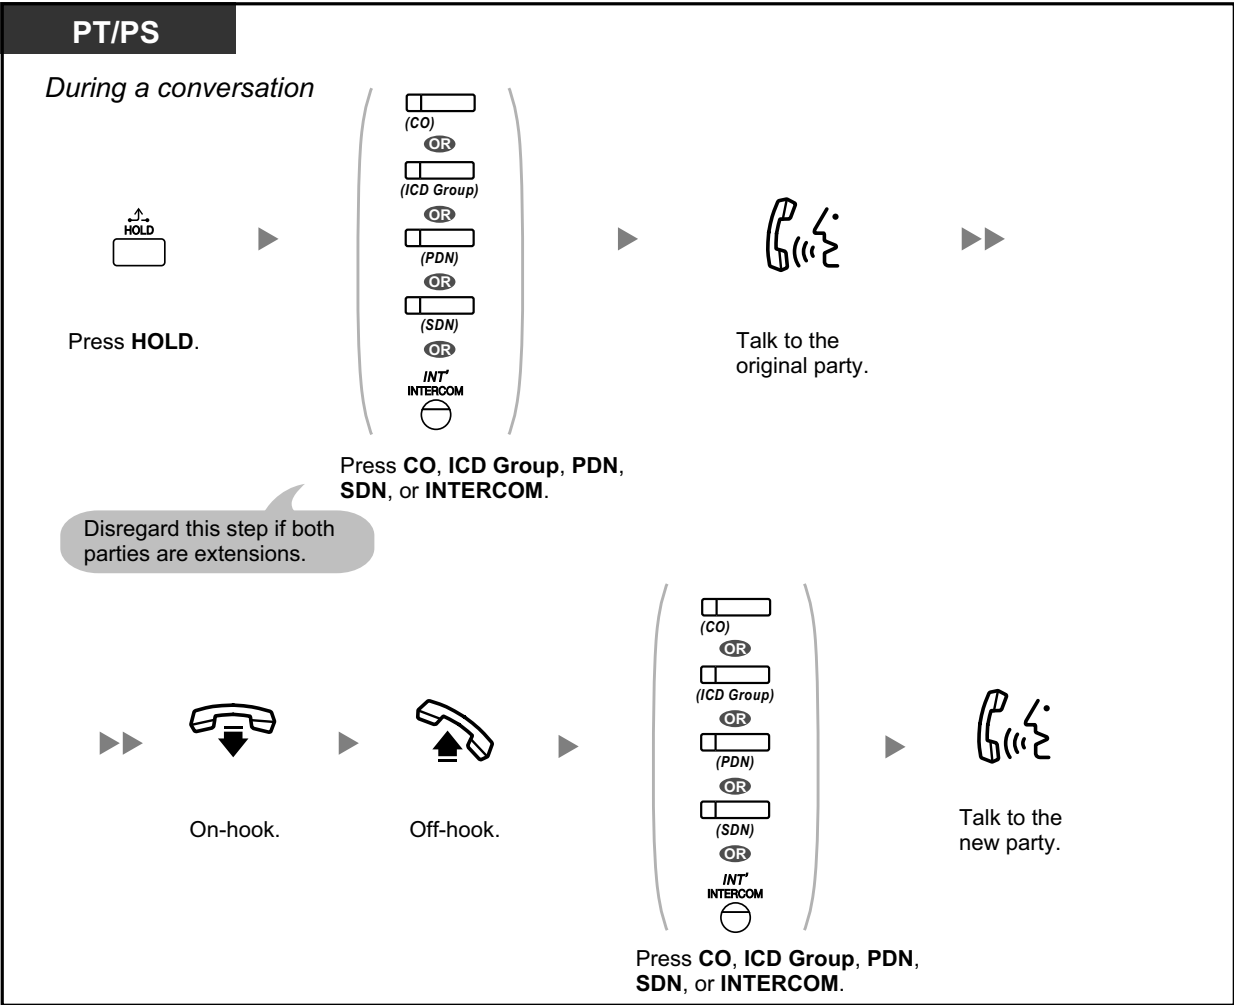 PT/PS
During a conversation
HOLD
Press HOLD.
(CO)
OR
(ICD Group)
OR
(PDN)
OR
(SDN)
OR
INT'
INTERCOM
Press CO, ICD Group, PDN,
SDN, or INTERCOM.
Disregard this step if both
parties are extensions.
Talk to the
original party.
On-hook.
Off-hook.
(CO)
OR
(ICD Group)
OR
(PDN)
OR
(SDN)
OR
INT'
INTERCOM
Press CO, ICD Group, PDN,
SDN, or INTERCOM.
Talk to the
new party.